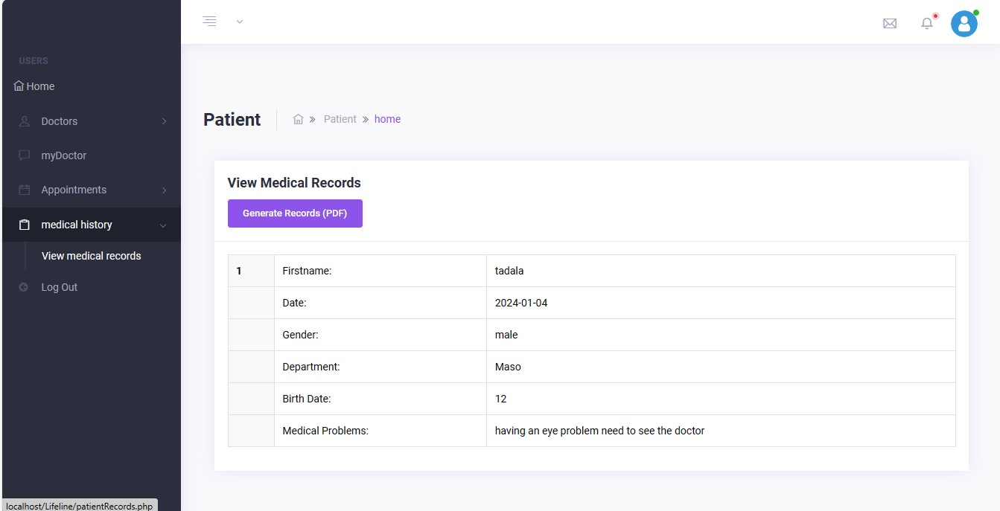 USERS
Home
Doctors
myDoctor
Appointments
medical history
View medical records
Log Out
Patient
Patient
home
View Medical Records
Generate Records (PDF)
1 Firstname: tadala
Date: 2024-01-04
Gender: male
Department: Maso
Birth Date: 12
Medical Problems: having an eye problem need to see the doctor
localhost/Lifeline/patientRecords.php